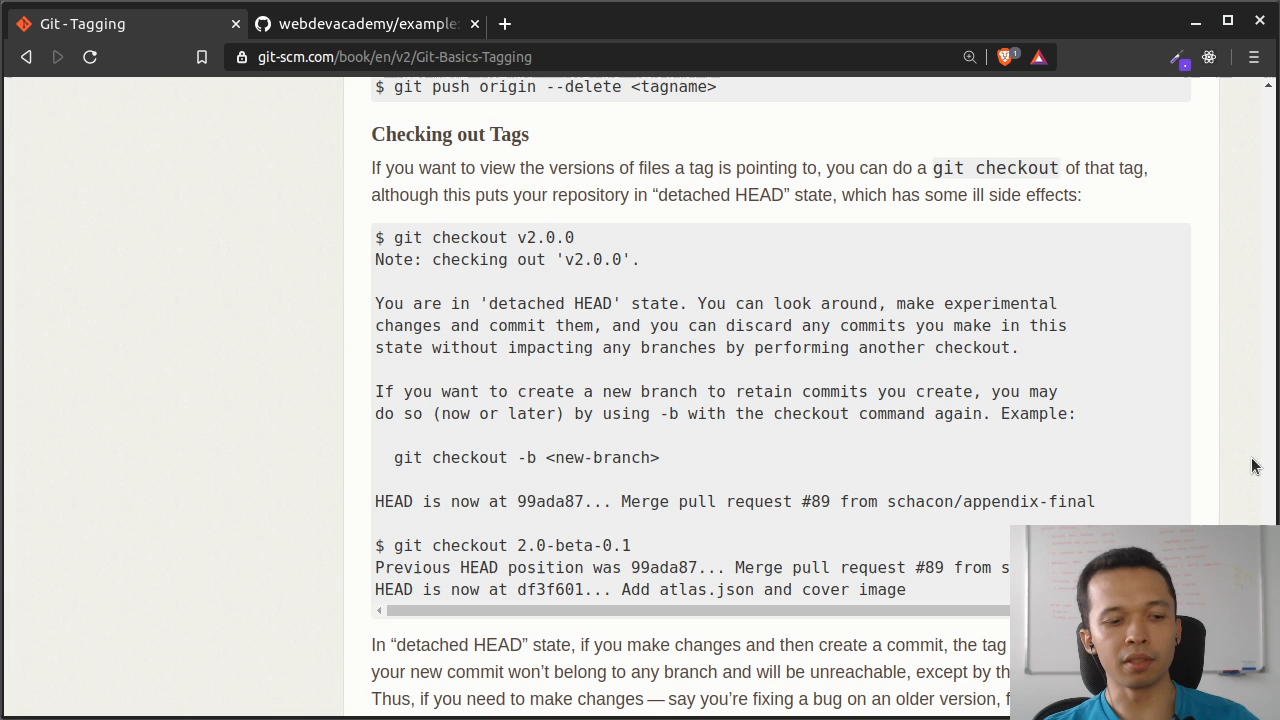 Git - Tagging
webdevacademy/example
git-scm.com/book/en/v2/Git-Basics-Tagging
1
$ git push origin --delete <tagname>
Checking out Tags
If you want to view the versions of files a tag is pointing to, you can do a git checkout of that tag,
although this puts your repository in “detached HEAD” state, which has some ill side effects:
$ git checkout v2.0.0
Note: checking out 'v2.0.0'.
You are in 'detached HEAD' state. You can look around, make experimental
changes and commit them, and you can discard any commits you make in this
state without impacting any branches by performing another checkout.
If you want to create a new branch to retain commits you create, you may
do so (now or later) by using -b with the checkout command again. Example:
git checkout -b <new-branch>
HEAD is now at 99ada87... Merge pull request #89 from schacon/appendix-final
$ git checkout 2.0-beta-0.1
Previous HEAD position was 99ada87... Merge pull request #89 from s
HEAD is now at df3f601... Add atlas.json and cover image
In “detached HEAD” state, if you make changes and then create a commit, the tag
your new commit won’t belong to any branch and will be unreachable, except by th
Thus, if you need to make changes — say you’re fixing a bug on an older version, f